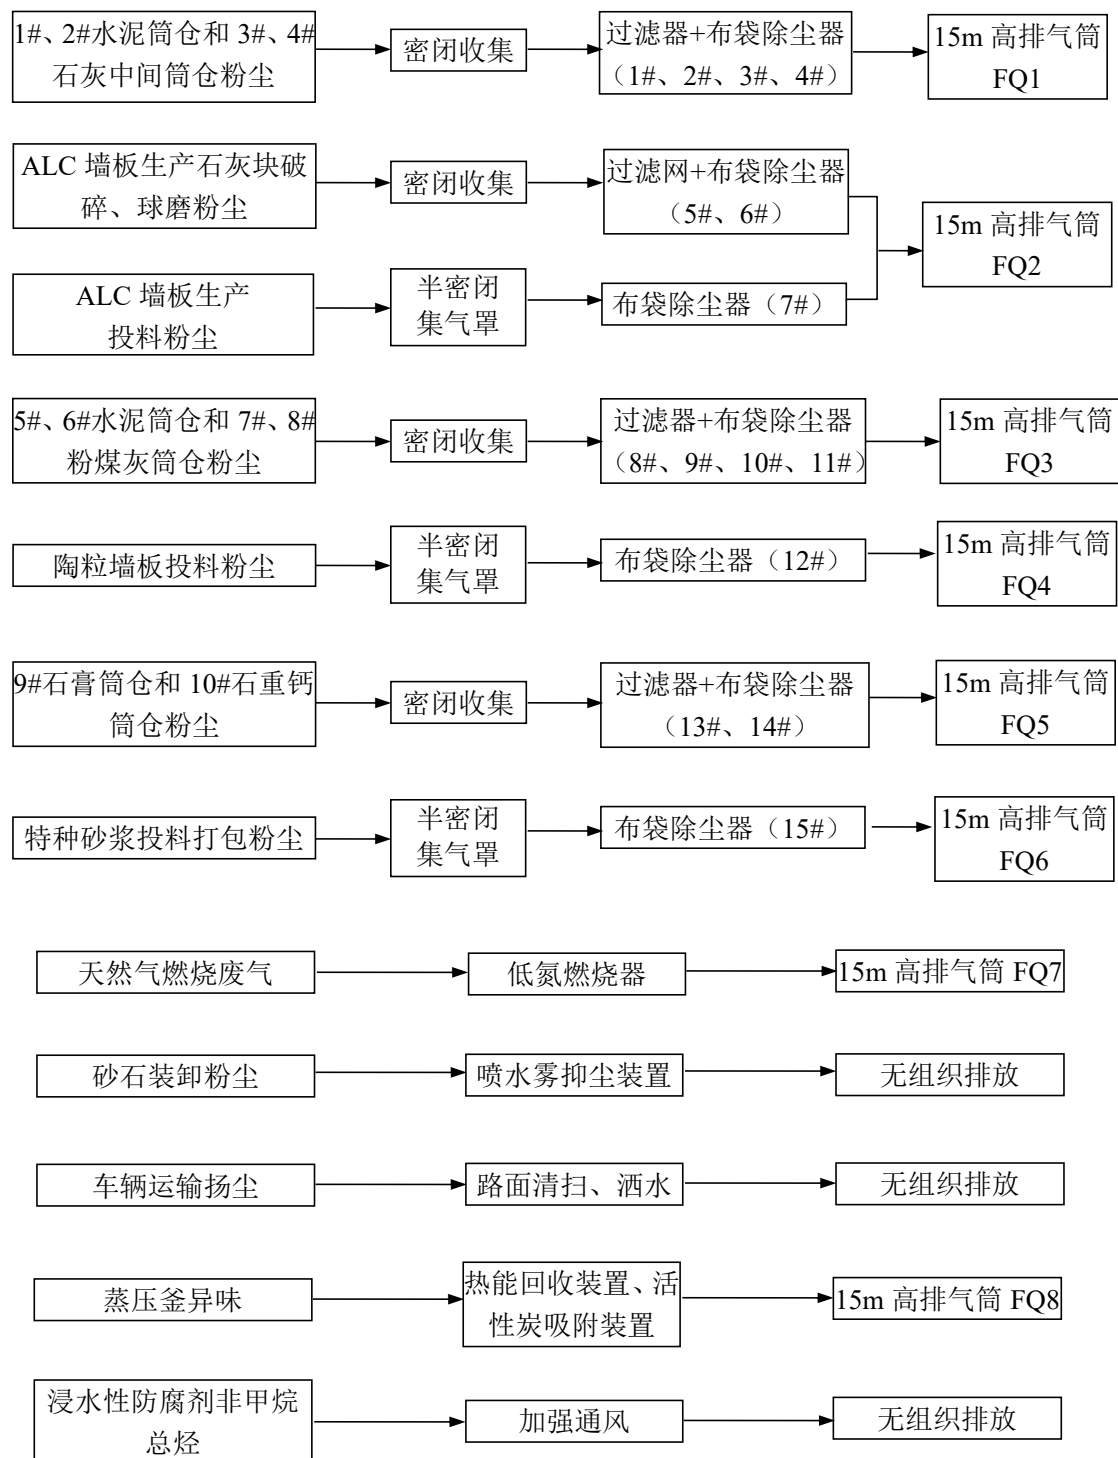 1#、2#水泥筒仓和 3#、4#
石灰中间筒仓粉尘
密闭收集
过滤器+布袋除尘器
（1#、2#、3#、4#）
15m 高排气筒
FQ1
ALC 墙板生产石灰块破
碎、球磨粉尘
密闭收集
过滤网+布袋除尘器
（5#、6#）
15m 高排气筒
FQ2
ALC 墙板生产
投料粉尘
半密闭
集气罩
布袋除尘器（7#）
5#、6#水泥筒仓和 7#、8#
粉煤灰筒仓粉尘
密闭收集
过滤器+布袋除尘器
（8#、9#、10#、11#）
15m 高排气筒
FQ3
陶粒墙板投料粉尘
半密闭
集气罩
布袋除尘器（12#）
15m 高排气筒
FQ4
9#石膏筒仓和 10#石重钙
筒仓粉尘
密闭收集
过滤器+布袋除尘器
（13#、14#）
15m 高排气筒
FQ5
特种砂浆投料打包粉尘
半密闭
集气罩
布袋除尘器（15#）
15m 高排气筒
FQ6
天然气燃烧废气
低氮燃烧器
15m 高排气筒 FQ7
砂石装卸粉尘
喷水雾抑尘装置
无组织排放
车辆运输扬尘
路面清扫、洒水
无组织排放
蒸压釜异味
热能回收装置、活
性炭吸附装置
15m 高排气筒 FQ8
浸水性防腐剂非甲烷
总烃
加强通风
无组织排放